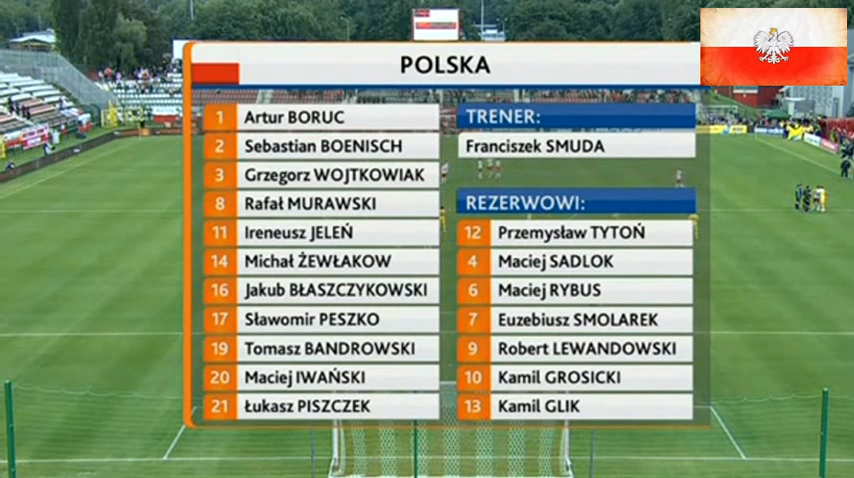 POLSKA
1 Artur BORUC
2 Sebastian BOENISCH
3 Grzegorz WOJTKOWIAK
8 Rafał MURAWSKI
11 Ireneusz JELEŃ
14 Michał ŻEWŁAKOW
16 Jakub BŁASZCZYKOWSKI
17 Sławomir PESZKO
19 Tomasz BANDROWSKI
20 Maciej IWAŃSKI
21 Łukasz PISZCZEK
TRENER:
Franciszek SMUDA
REZERWOWI:
12 Przemysław TYTOŃ
4 Maciej SADLOK
6 Maciej RYBUS
7 Euzebiusz SMOLAREK
9 Robert LEWANDOWSKI
10 Kamil GROSICKI
13 Kamil GLIK